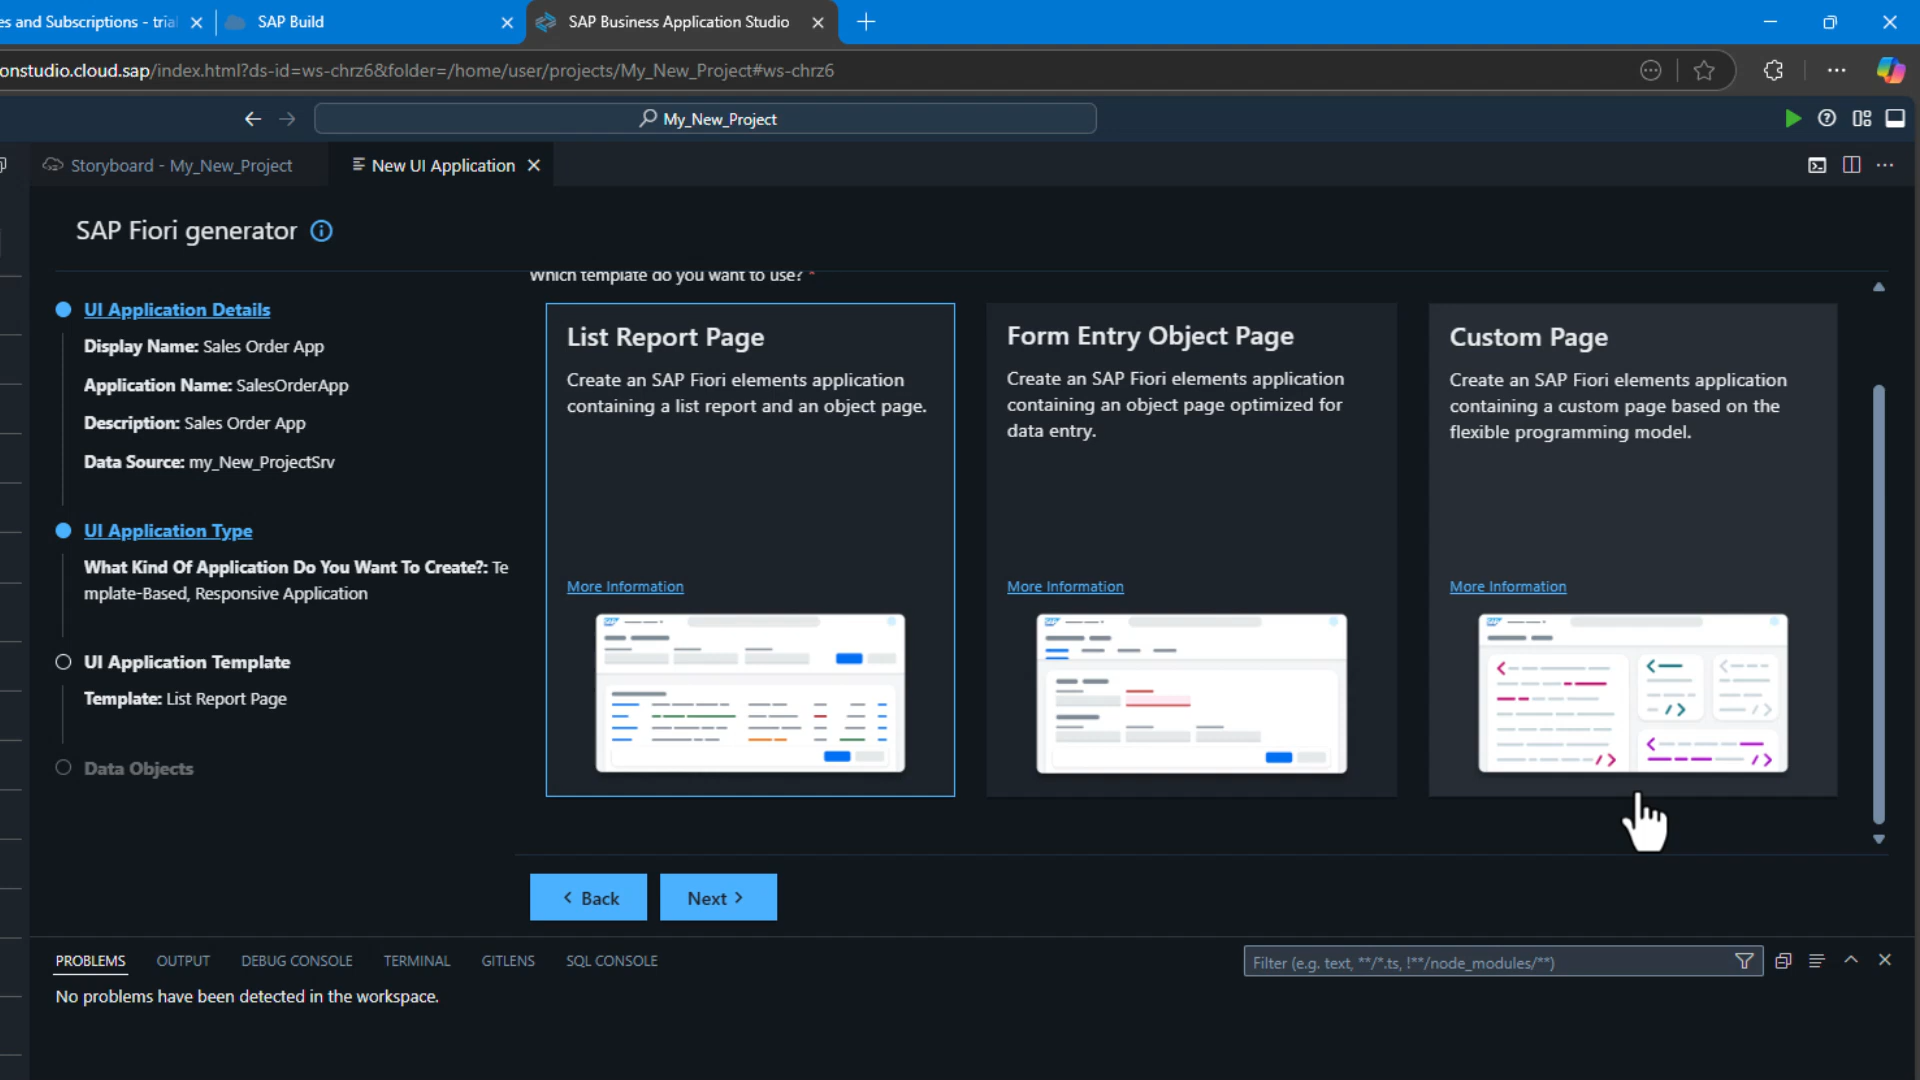 es and Subscriptions - trial
SAP Build
SAP Business Application Studio
onstudio.cloud.sap/index.html?ds-id=ws-chrz6&folder=/home/user/projects/My_New_Project#ws-chrz6
My_New_Project
Storyboard - My_New_Project
New UI Application
SAP Fiori generator
Which template do you want to use? *
UI Application Details
Display Name: Sales Order App
Application Name: SalesOrderApp
Description: Sales Order App
Data Source: my_New_ProjectSrv
UI Application Type
What Kind Of Application Do You Want To Create?: Te
mplate-Based, Responsive Application
UI Application Template
Template: List Report Page
Data Objects
List Report Page
Create an SAP Fiori elements application
containing a list report and an object page.
More Information
Form Entry Object Page
Create an SAP Fiori elements application
containing an object page optimized for
data entry.
More Information
Custom Page
Create an SAP Fiori elements application
containing a custom page based on the
flexible programming model.
More Information
< Back
Next >
PROBLEMS
OUTPUT
DEBUG CONSOLE
TERMINAL
GITLENS
SQL CONSOLE
Filter (e.g. text, **/*.ts, !**/node_modules/**)
No problems have been detected in the workspace.